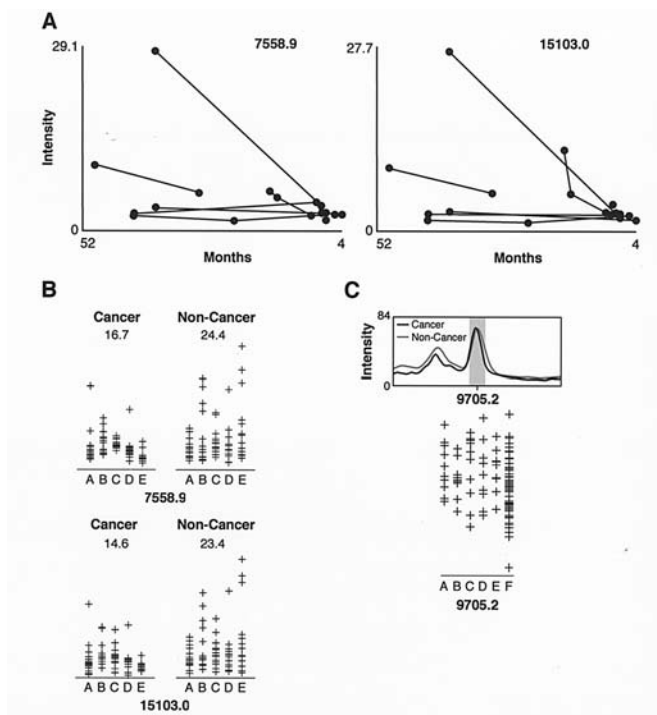 A
29.1
7558.9
Intensity
0
52
4
Months
27.7
15103.0
0
52
4
Months
B
Cancer
Non-Cancer
16.7
24.4
A B C D E
A B C D E
7558.9
Cancer
Non-Cancer
14.6
23.4
A B C D E
A B C D E
15103.0
C
84
Cancer
Non-Cancer
Intensity
0
9705.2
A B C D E F
9705.2